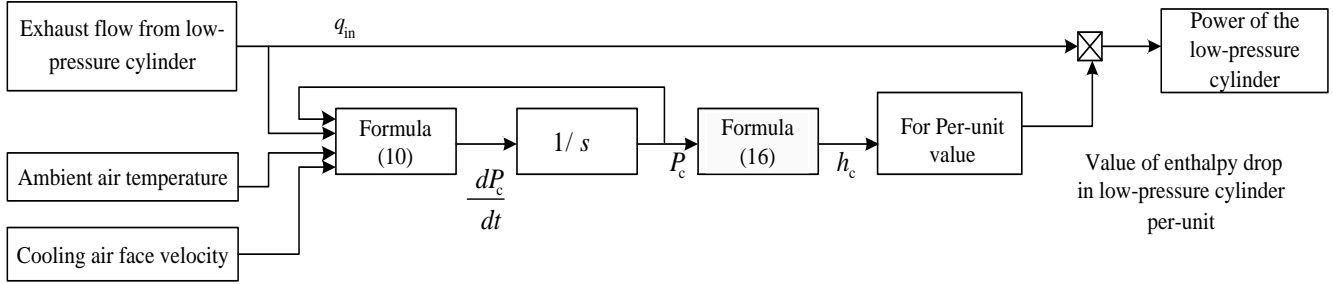 Exhaust flow from low-
pressure cylinder
q_in
Power of the
low-pressure
cylinder
Formula
(10)
1/ s
Formula
(16)
For Per-unit
value
P_c
h_c
dP_c
dt
Ambient air temperature
Cooling air face velocity
Value of enthalpy drop
in low-pressure cylinder
per-unit